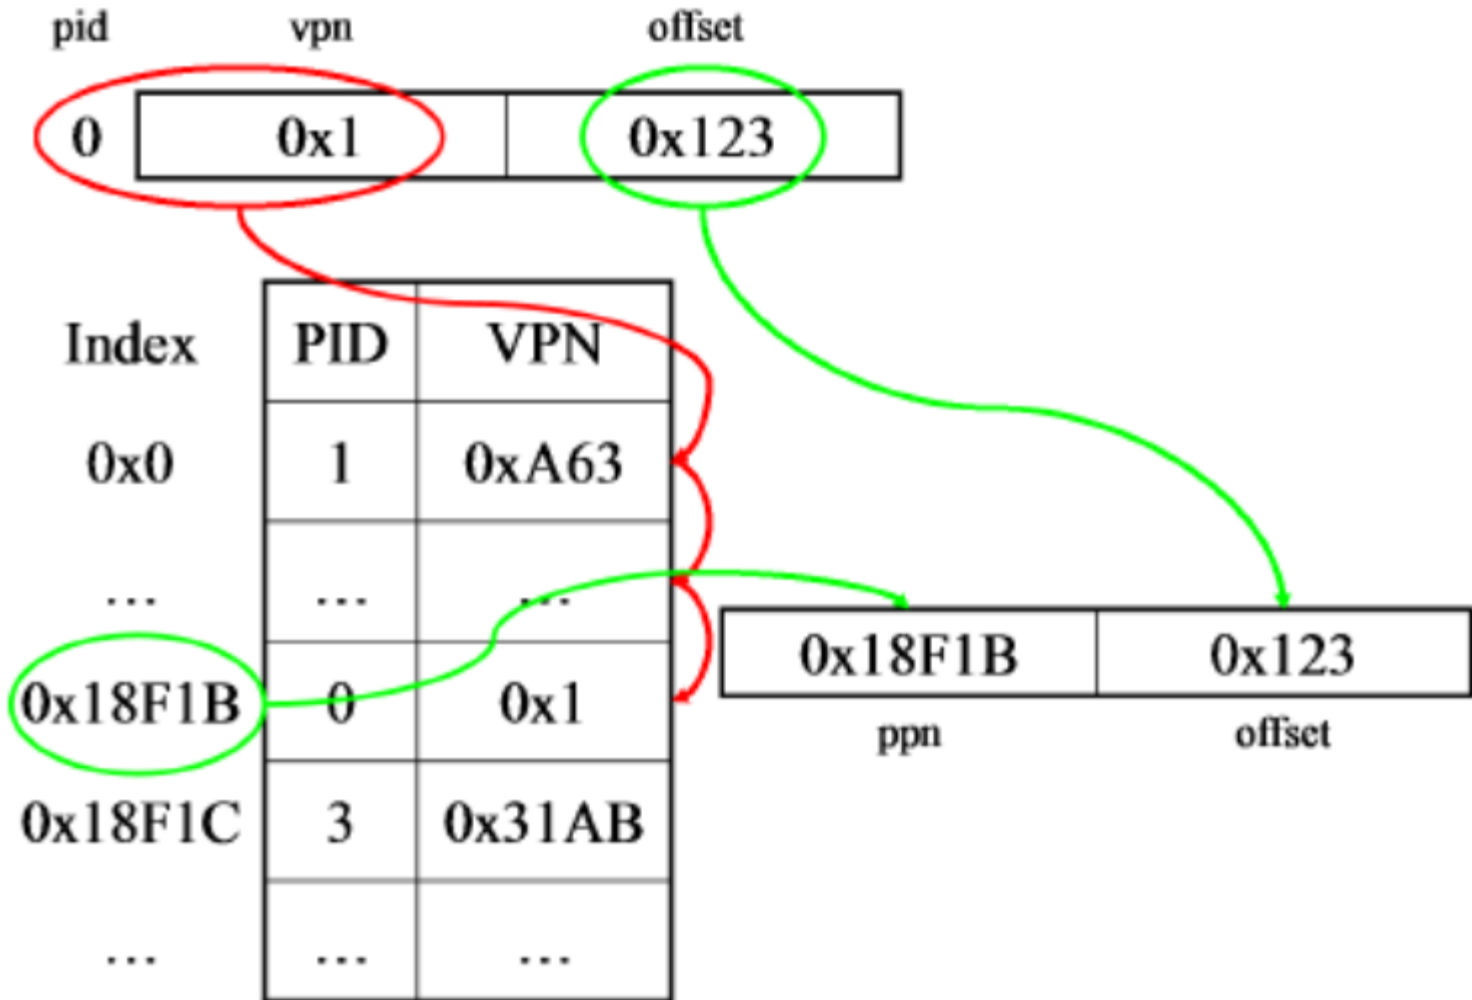 pid vpn offset
0 0x1 0x123
Index PID VPN
0x0 1 0xA63
... ... ...
0x18F1B 0 0x1
0x18F1B 0x123
ppn offset
0x18F1C 3 0x31AB
... ... ...